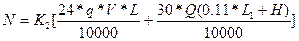 N = K₂[ (24*q*V*L)/10000 + (30*Q(0.11*L₁+H))/10000 ]